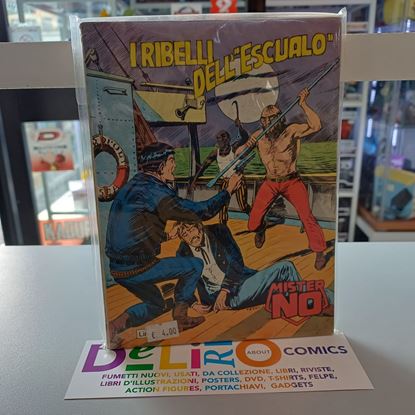 I RIBELLI
DELL'"ESCUALO"
MISTER
NO
€ 4.00
DeLiRiO ABOUT COMICS
FUMETTI NUOVI, USATI, DA COLLEZIONE, LIBRI, RIVISTE,
LIBRI D'ILLUSTRAZIONI, POSTERS, DVD, T-SHIRTS, FELPE,
ACTION FIGURES, PORTACHIAVI, GADGETS